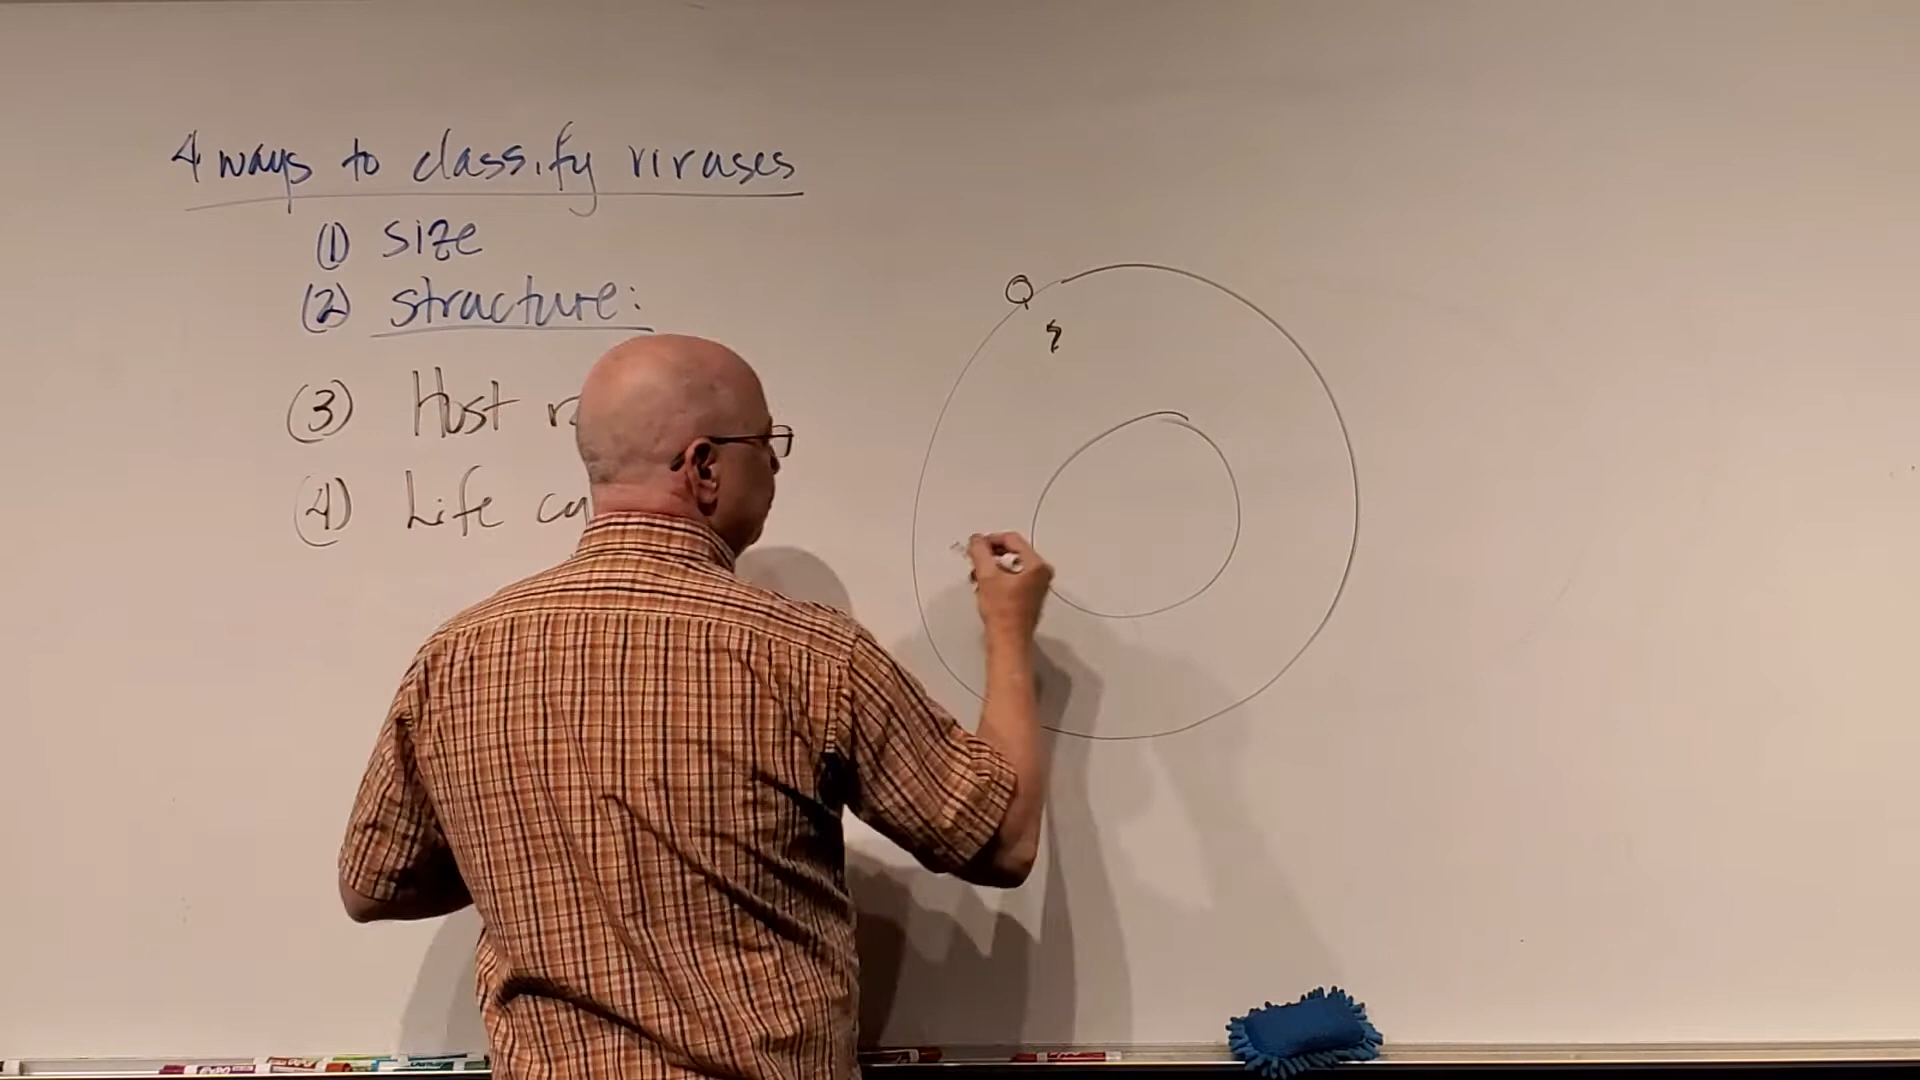 4 ways to classify viruses
(1) size
(2) structure:
(3) Host
(4) Life